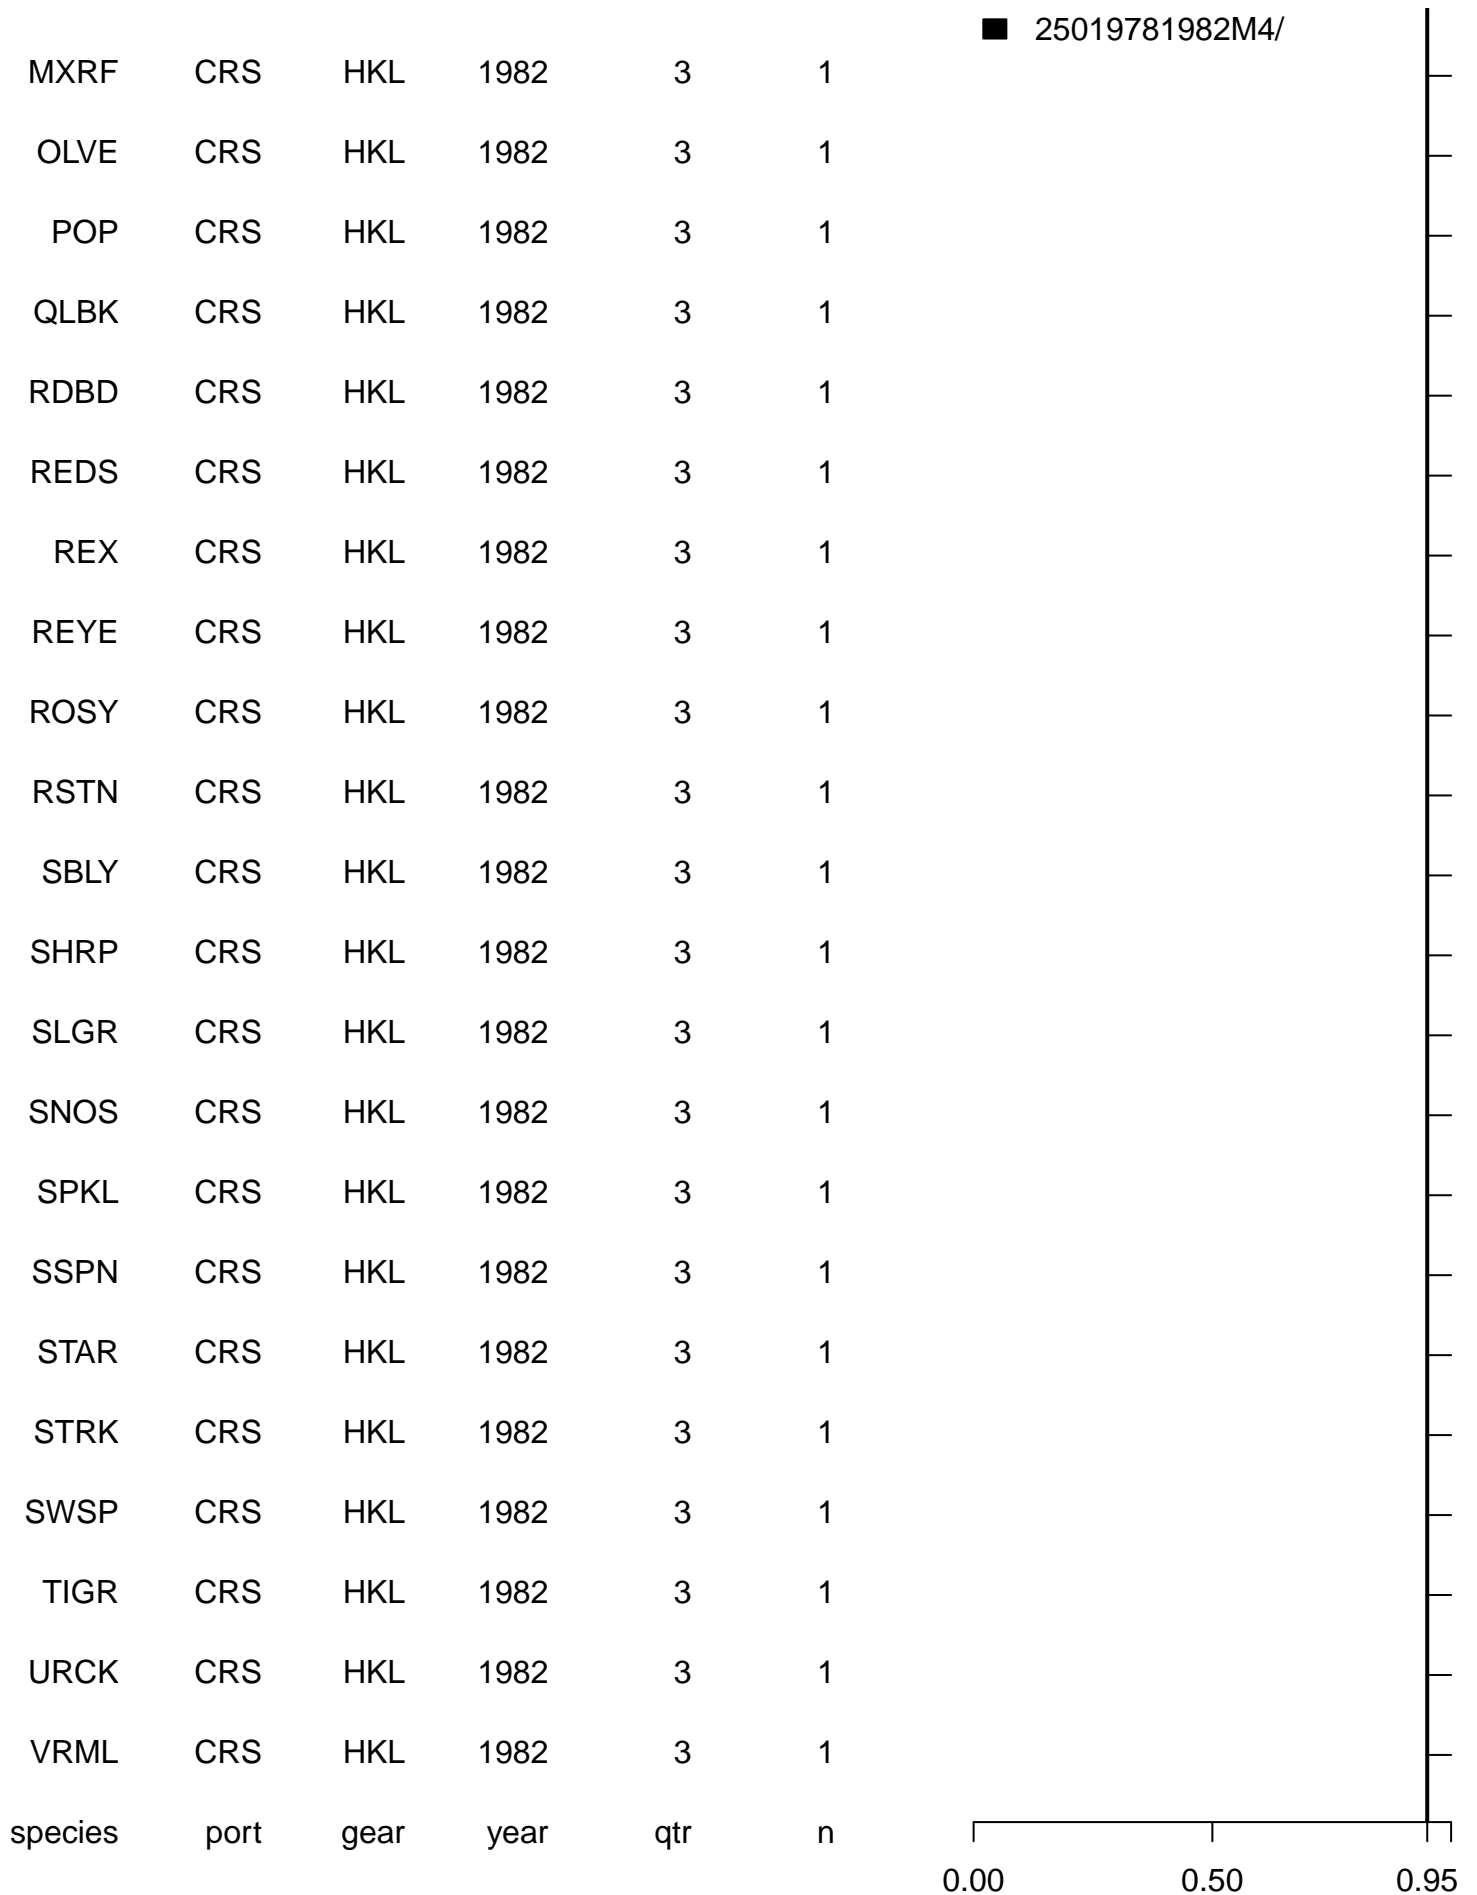 25019781982M4/
MXRF CRS HKL 1982 3 1
OLVE CRS HKL 1982 3 1
POP CRS HKL 1982 3 1
QLBK CRS HKL 1982 3 1
RDBD CRS HKL 1982 3 1
REDS CRS HKL 1982 3 1
REX CRS HKL 1982 3 1
REYE CRS HKL 1982 3 1
ROSY CRS HKL 1982 3 1
RSTN CRS HKL 1982 3 1
SBLY CRS HKL 1982 3 1
SHRP CRS HKL 1982 3 1
SLGR CRS HKL 1982 3 1
SNOS CRS HKL 1982 3 1
SPKL CRS HKL 1982 3 1
SSPN CRS HKL 1982 3 1
STAR CRS HKL 1982 3 1
STRK CRS HKL 1982 3 1
SWSP CRS HKL 1982 3 1
TIGR CRS HKL 1982 3 1
URCK CRS HKL 1982 3 1
VRML CRS HKL 1982 3 1
species port gear year qtr n
0.00 0.50 0.95